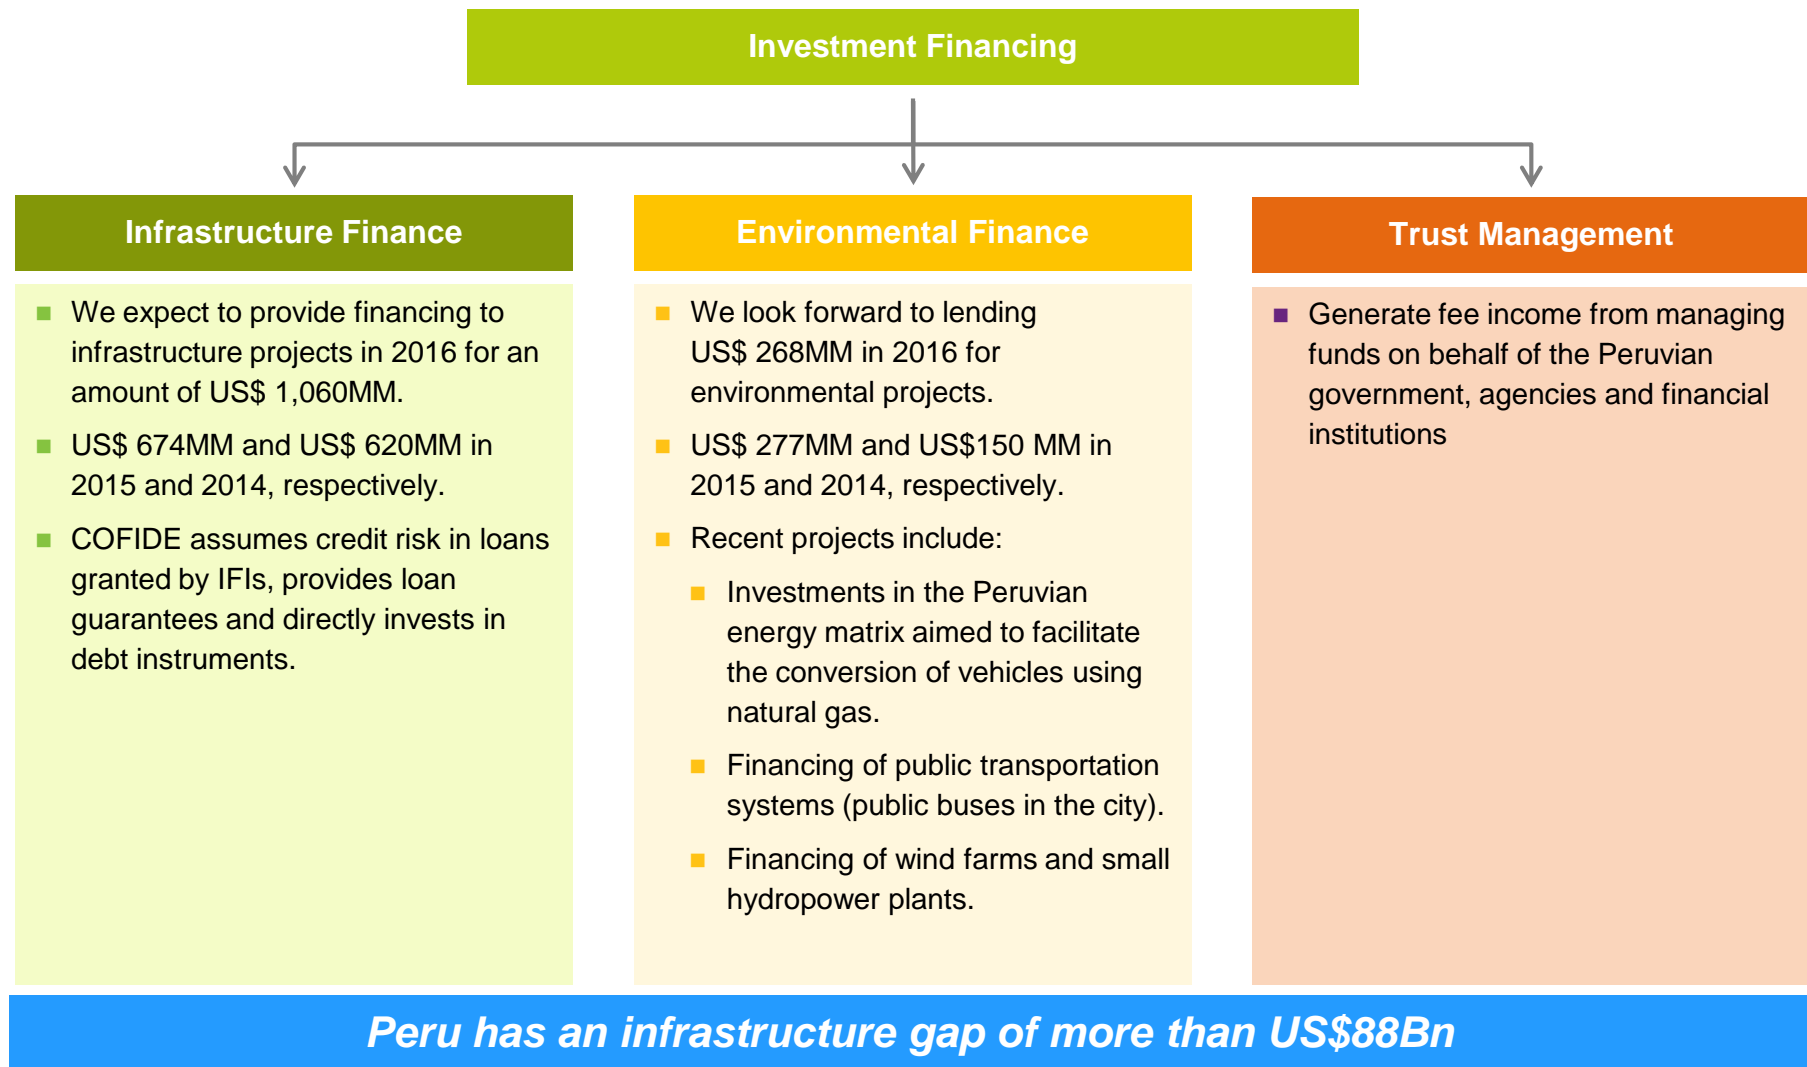 Investment Financing
Infrastructure Finance
We expect to provide financing to
infrastructure projects in 2016 for an
amount of US$ 1,060MM.
US$ 674MM and US$ 620MM in
2015 and 2014, respectively.
COFIDE assumes credit risk in loans
granted by IFIs, provides loan
guarantees and directly invests in
debt instruments.
Environmental Finance
We look forward to lending
US$ 268MM in 2016 for
environmental projects.
US$ 277MM and US$150 MM in
2015 and 2014, respectively.
Recent projects include:
Investments in the Peruvian
energy matrix aimed to facilitate
the conversion of vehicles using
natural gas.
Financing of public transportation
systems (public buses in the city).
Financing of wind farms and small
hydropower plants.
Trust Management
Generate fee income from managing
funds on behalf of the Peruvian
government, agencies and financial
institutions
Peru has an infrastructure gap of more than US$88Bn